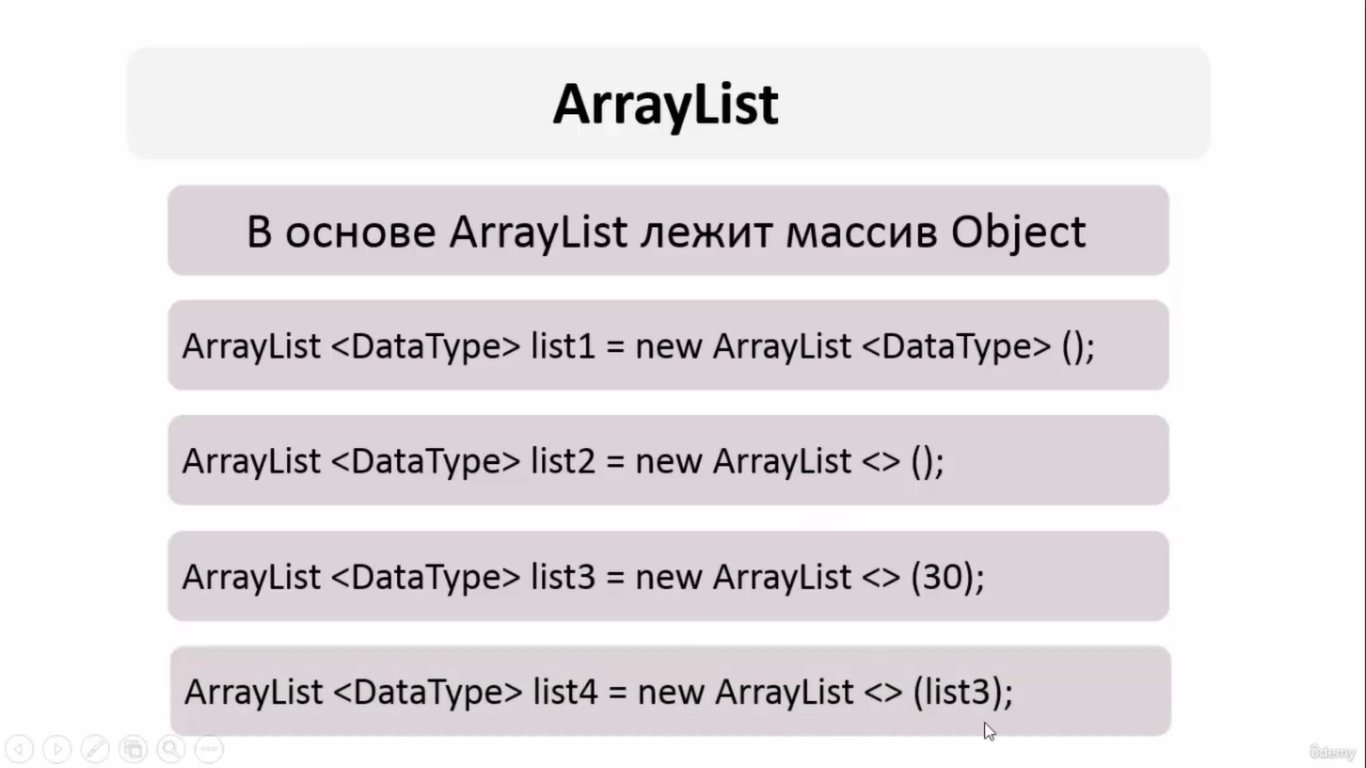 ArrayList
В основе ArrayList лежит массив Object
ArrayList <DataType> list1 = new ArrayList <DataType> ();
ArrayList <DataType> list2 = new ArrayList <> ();
ArrayList <DataType> list3 = new ArrayList <> (30);
ArrayList <DataType> list4 = new ArrayList <> (list3);
ûdemy